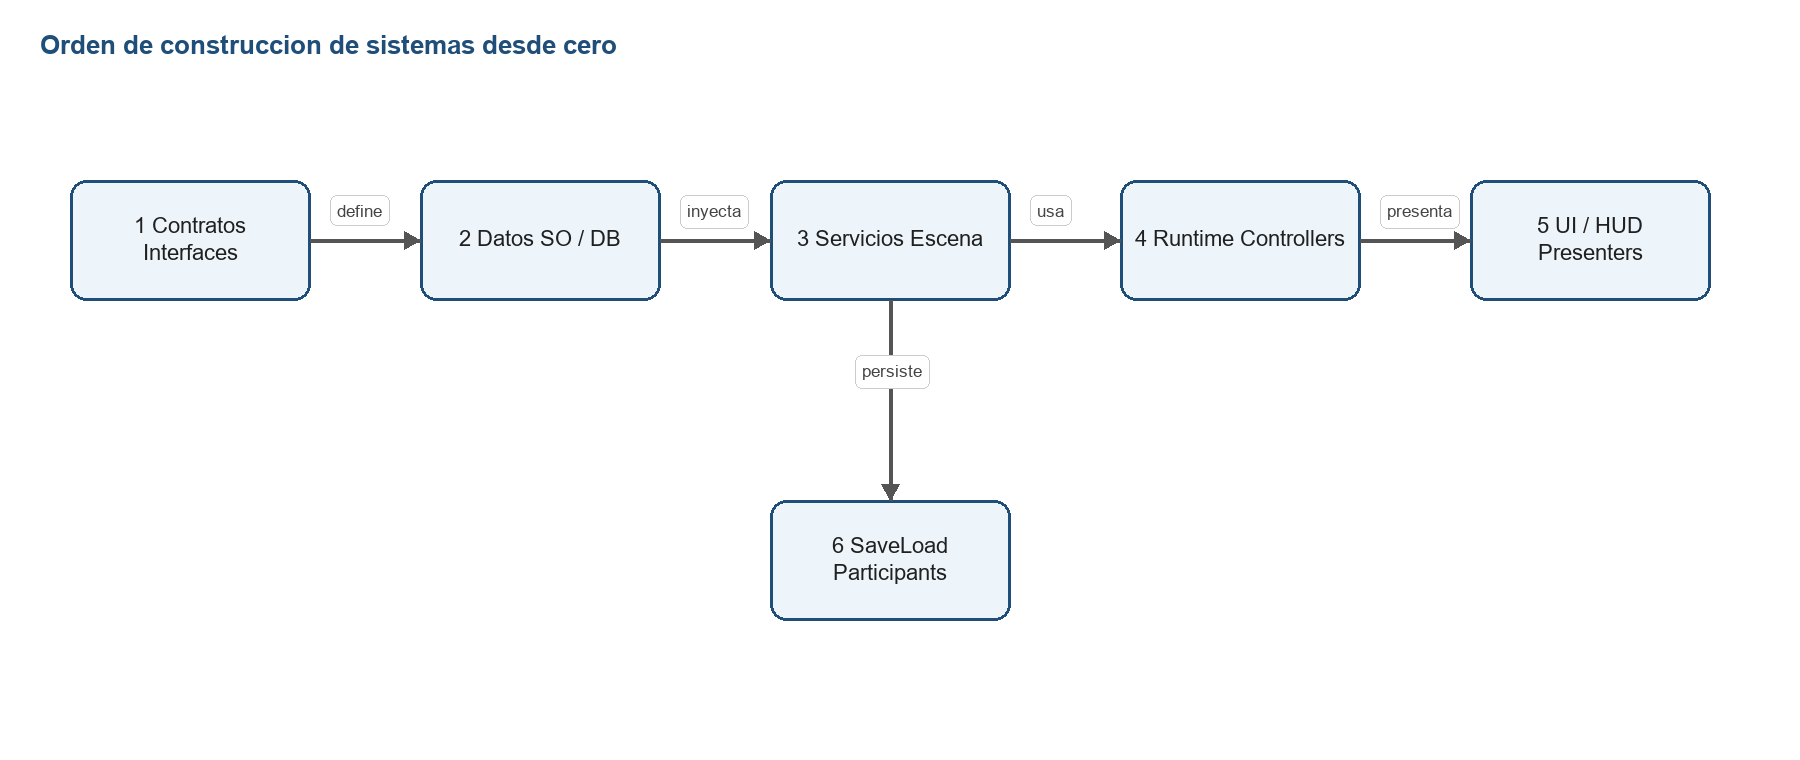 Orden de construccion de sistemas desde cero
1 Contratos
Interfaces
define
2 Datos SO / DB
inyecta
3 Servicios Escena
usa
4 Runtime Controllers
presenta
5 UI / HUD
Presenters
persiste
6 SaveLoad
Participants